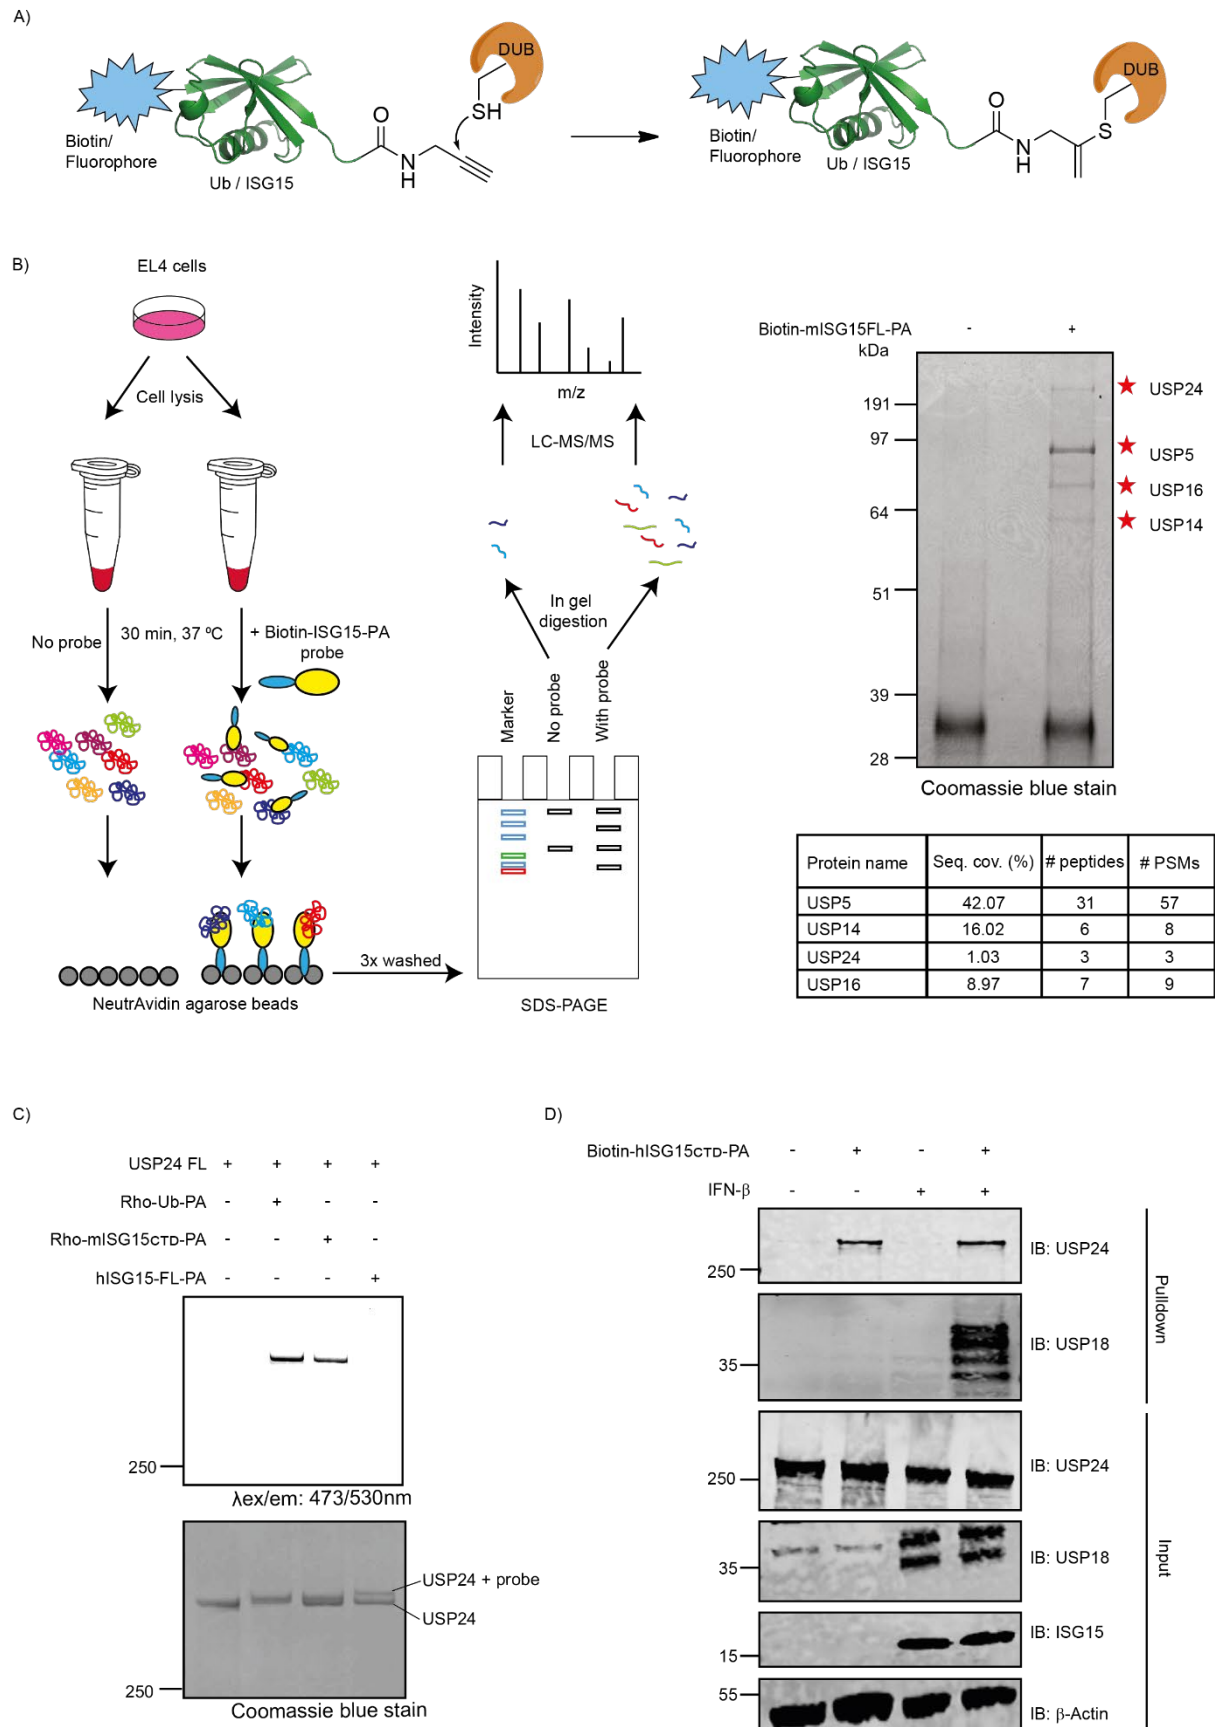 A)
Biotin/
Fluorophore
Ub / ISG15
O
N
H
SH
DUB
Biotin/
Fluorophore
Ub / ISG15
O
N
H
S
DUB
B)
EL4 cells
Cell lysis
No probe
30 min, 37 ºC
+ Biotin-ISG15-PA
probe
NeutrAvidin agarose beads
3x washed
Intensity
m/z
LC-MS/MS
In gel
digestion
Marker
No probe
With probe
SDS-PAGE
Biotin-mISG15FL-PA
- +
kDa
191
97
64
51
39
28
USP24
USP5
USP16
USP14
Coomassie blue stain
Protein name Seq. cov. (%) # peptides # PSMs
USP5 42.07 31 57
USP14 16.02 6 8
USP24 1.03 3 3
USP16 8.97 7 9
C)
USP24 FL + + + +
Rho-Ub-PA - + - -
Rho-mISG15CTD-PA - - + -
hISG15-FL-PA - - - +
250
λex/em: 473/530nm
USP24 + probe
USP24
250
Coomassie blue stain
D)
Biotin-hISG15CTD-PA - + - +
IFN-β - - + +
250
IB: USP24
35
IB: USP18
Pulldown
250
IB: USP24
35
IB: USP18
15
IB: ISG15
55
IB: β-Actin
Input